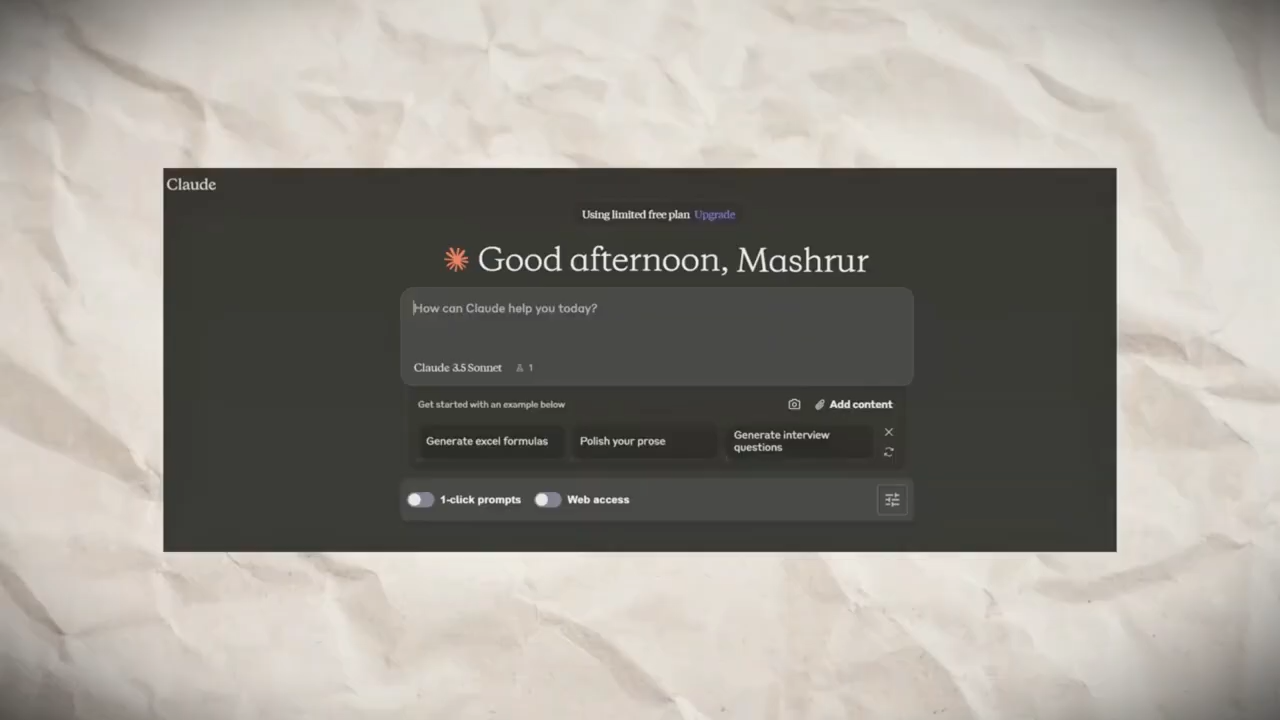 Claude
Using limited free plan Upgrade
Good afternoon, Mashrur
How can Claude help you today?
Claude 3.5 Sonnet 1
Get started with an example below
Add content
Generate excel formulas
Polish your prose
Generate interview
questions
1-click prompts
Web access